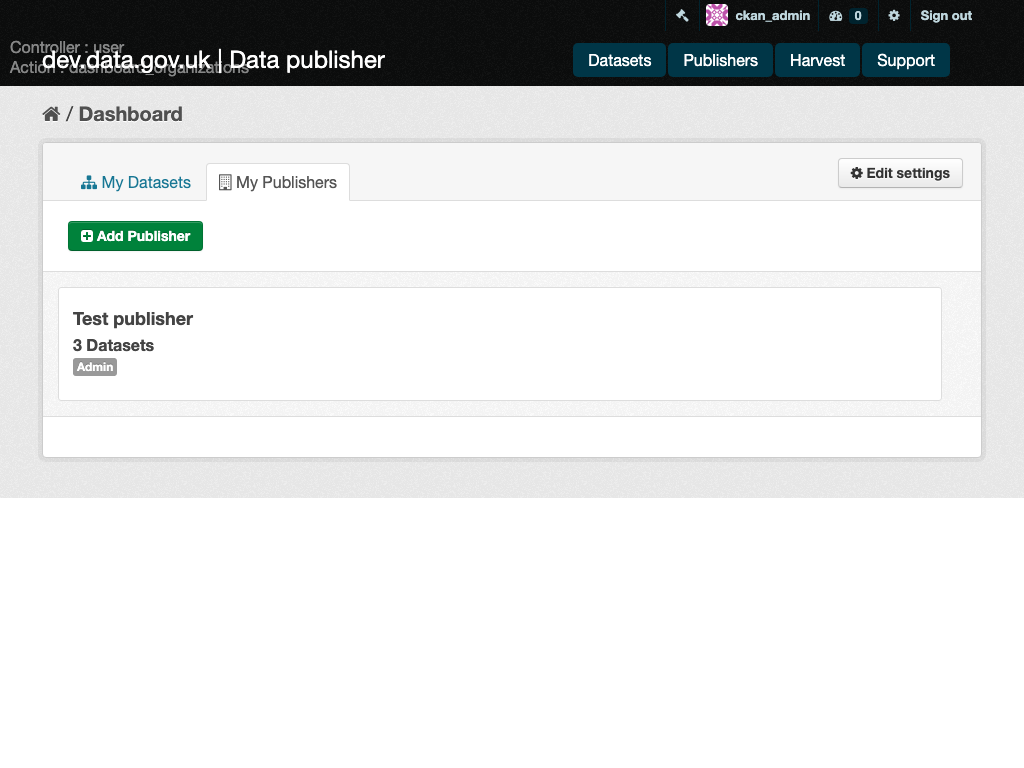 ckan_admin
0
Sign out
Controller : user
Action : dashboard_organizations
dev.data.gov.uk | Data publisher
Datasets
Publishers
Harvest
Support
/ Dashboard
My Datasets
My Publishers
Edit settings
Add Publisher
Test publisher
3 Datasets
Admin